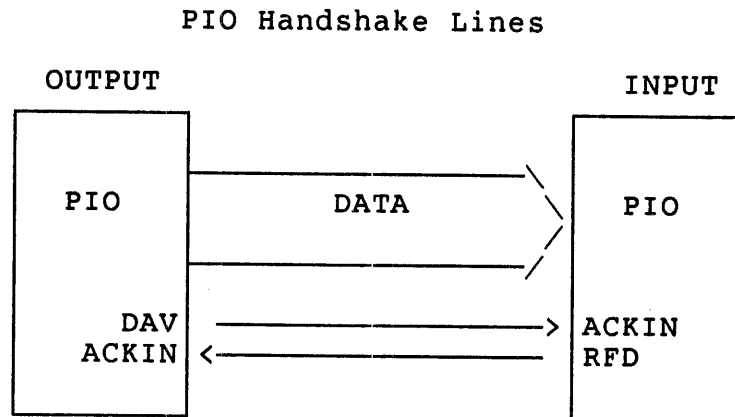 PIO Handshake Lines
OUTPUT
INPUT
PIO
DATA
PIO
DAV
ACKIN
ACKIN
RFD